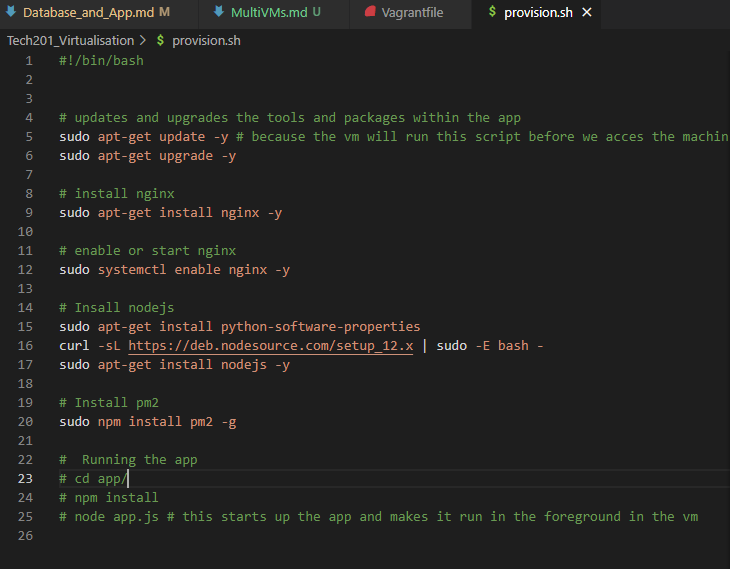 Database_and_App.md M MultiVMs.md U Vagrantfile $ provision.sh ×
Tech201_Virtualisation > $ provision.sh
1 #!/bin/bash
2
3
4 # updates and upgrades the tools and packages within the app
5 sudo apt-get update -y # because the vm will run this script before we acces the machin
6 sudo apt-get upgrade -y
7
8 # install nginx
9 sudo apt-get install nginx -y
10
11 # enable or start nginx
12 sudo systemctl enable nginx -y
13
14 # Insall nodejs
15 sudo apt-get install python-software-properties
16 curl -sL https://deb.nodesource.com/setup_12.x | sudo -E bash -
17 sudo apt-get install nodejs -y
18
19 # Install pm2
20 sudo npm install pm2 -g
21
22 #  Running the app
23 # cd app/
24 # npm install
25 # node app.js # this starts up the app and makes it run in the foreground in the vm
26